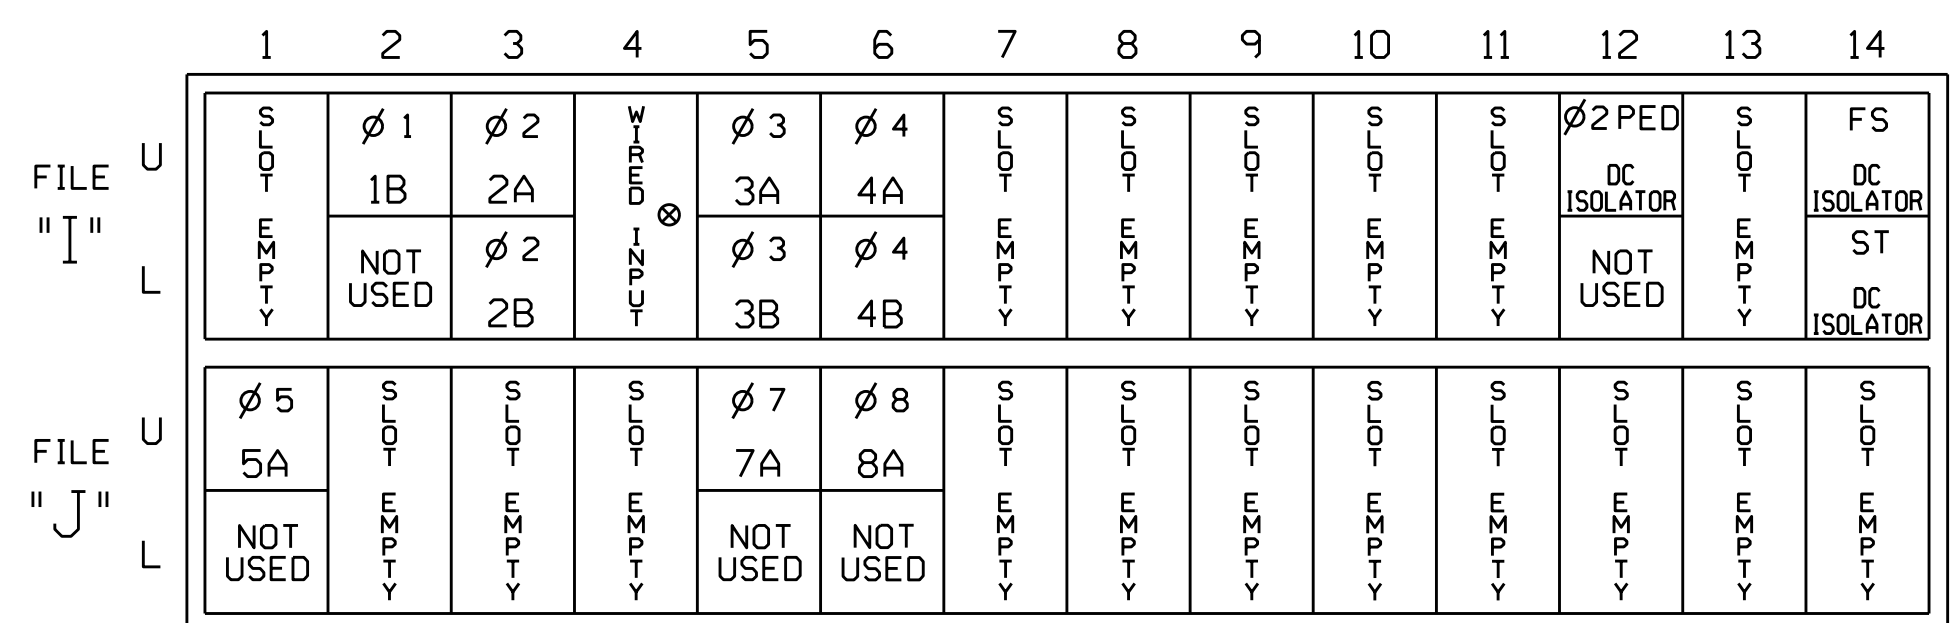 1 2 3 4 5 6 7 8 9 10 11 12 13 14
FILE "I"
U
L
SLOT EMPTY
Ø 1
1B
NOT USED
Ø 2
2A
Ø 2
2B
WIRED INPUT
Ø 3
3A
Ø 3
3B
Ø 4
4A
Ø 4
4B
SLOT EMPTY
SLOT EMPTY
SLOT EMPTY
SLOT EMPTY
SLOT EMPTY
Ø2 PED
DC
ISOLATOR
NOT
USED
SLOT EMPTY
FS
DC
ISOLATOR
ST
DC
ISOLATOR
FILE "J"
U
L
Ø 5
5A
NOT
USED
SLOT EMPTY
SLOT EMPTY
SLOT EMPTY
Ø 7
7A
NOT
USED
Ø 8
8A
NOT
USED
SLOT EMPTY
SLOT EMPTY
SLOT EMPTY
SLOT EMPTY
SLOT EMPTY
SLOT EMPTY
SLOT EMPTY
SLOT EMPTY